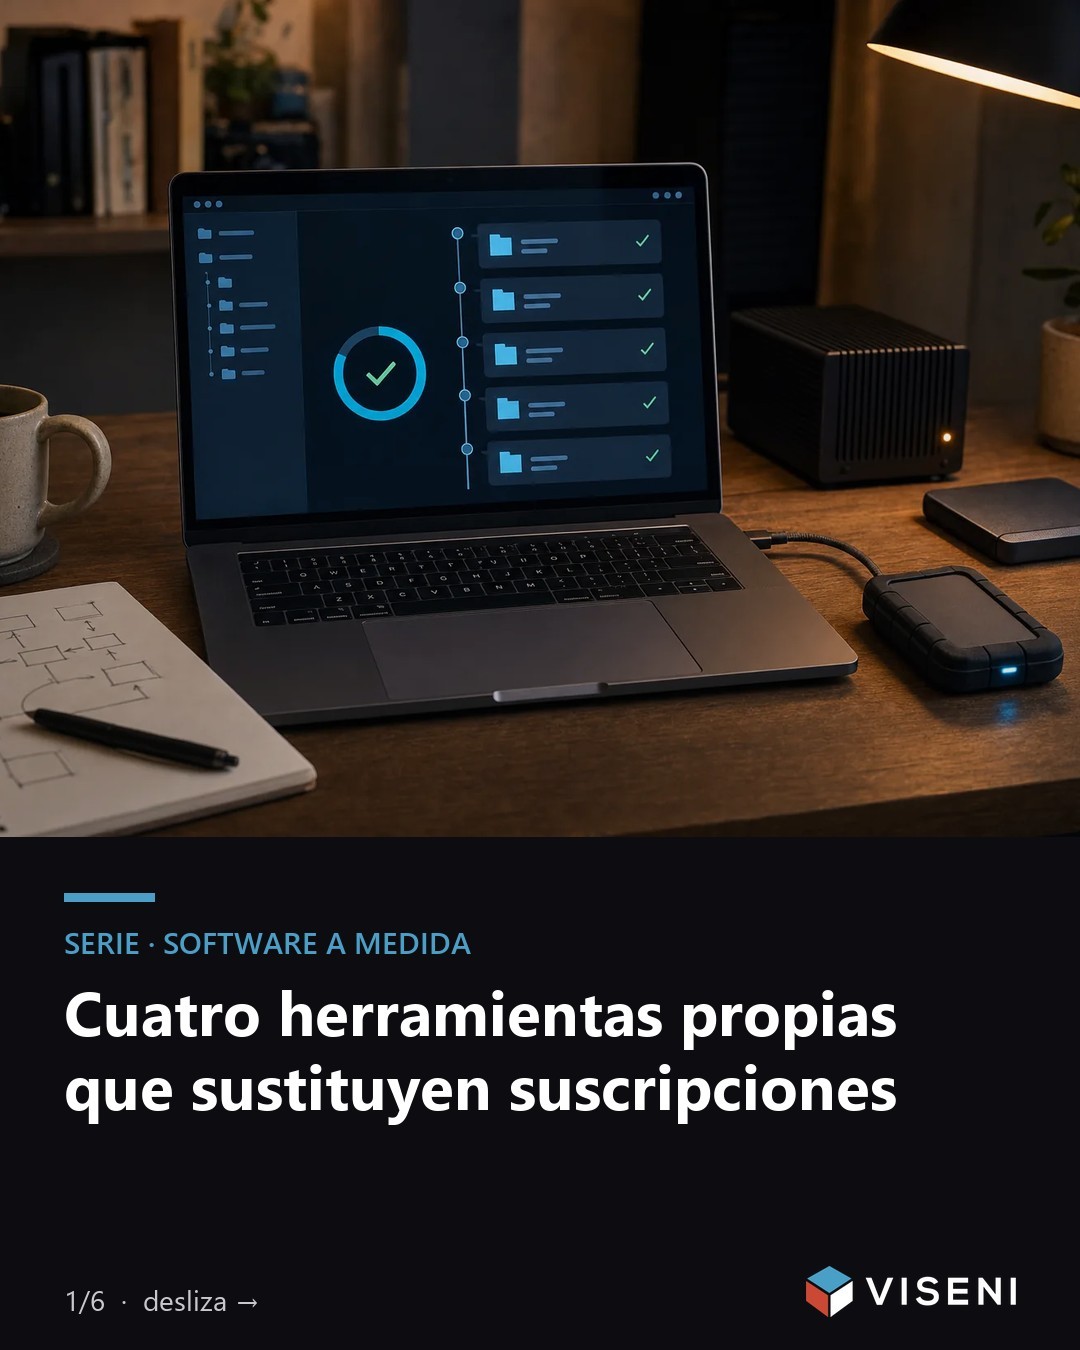 SERIE · SOFTWARE A MEDIDA
Cuatro herramientas propias
que sustituyen suscripciones
1/6 · desliza →
VISENI